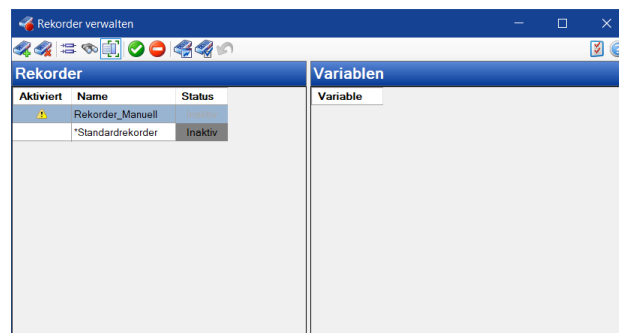 Rekorder verwalten
Rekorder
Variablen
Aktiviert Name Status
Variable
Rekorder_Manuell
*Standardrekorder Inaktiv